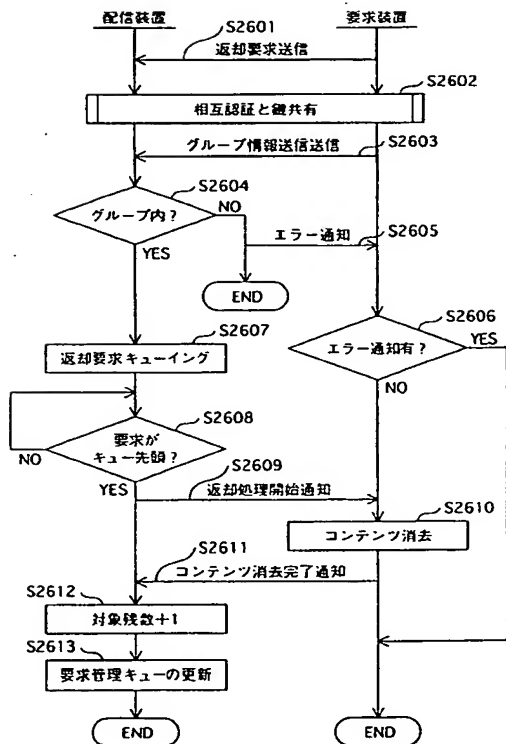 配信装置
要求装置
S2601
返却要求送信
S2602
相互認証と鍵共有
グループ情報送信送信
S2603
S2604
グループ内?
NO
YES
エラー通知
S2605
END
S2606
エラー通知有?
YES
NO
S2607
返却要求キューイング
S2608
要求が
キュー先頭?
NO
YES
S2609
返却処理開始通知
S2610
コンテンツ消去
S2611
コンテンツ消去完了通知
S2612
対象残数+1
S2613
要求管理キューの更新
END
END